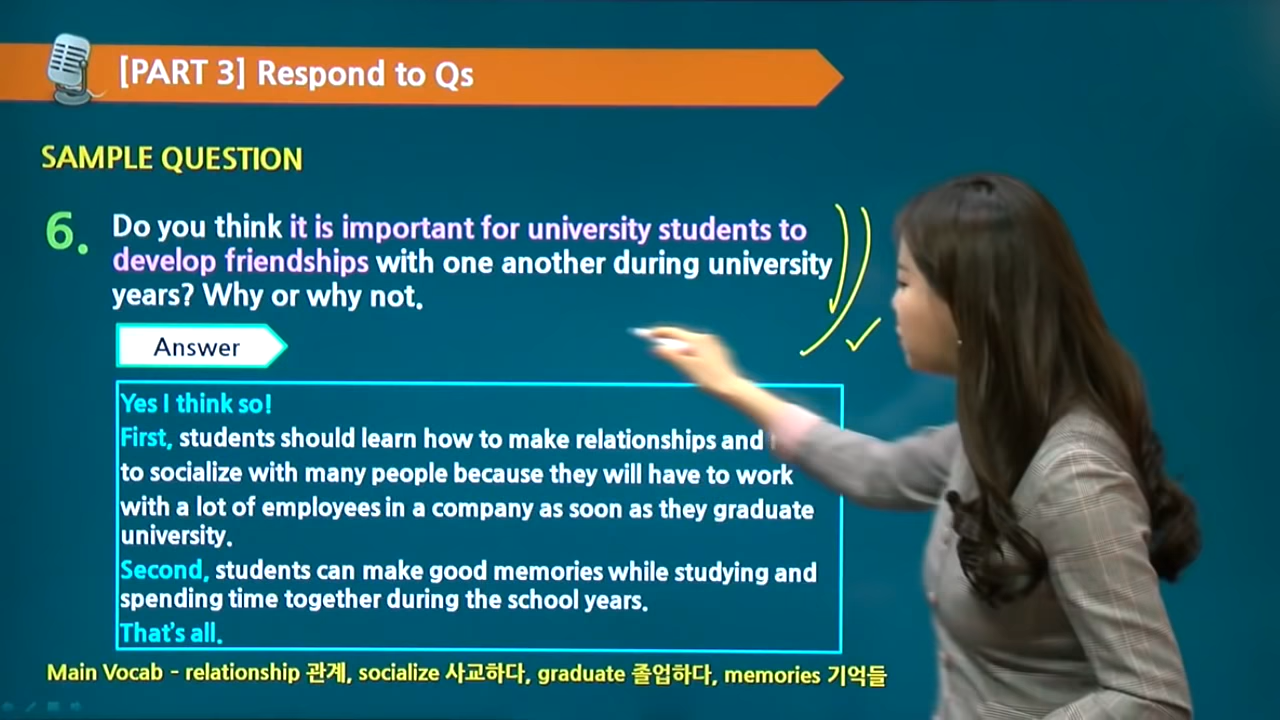 [PART 3] Respond to Qs
SAMPLE QUESTION
6. Do you think it is important for university students to
develop friendships with one another during university
years? Why or why not.
Answer
Yes I think so!
First, students should learn how to make relationships and
to socialize with many people because they will have to work
with a lot of employees in a company as soon as they graduate
university.
Second, students can make good memories while studying and
spending time together during the school years.
That's all.
Main Vocab - relationship 관계, socialize 사교하다, graduate 졸업하다, memories 기억들